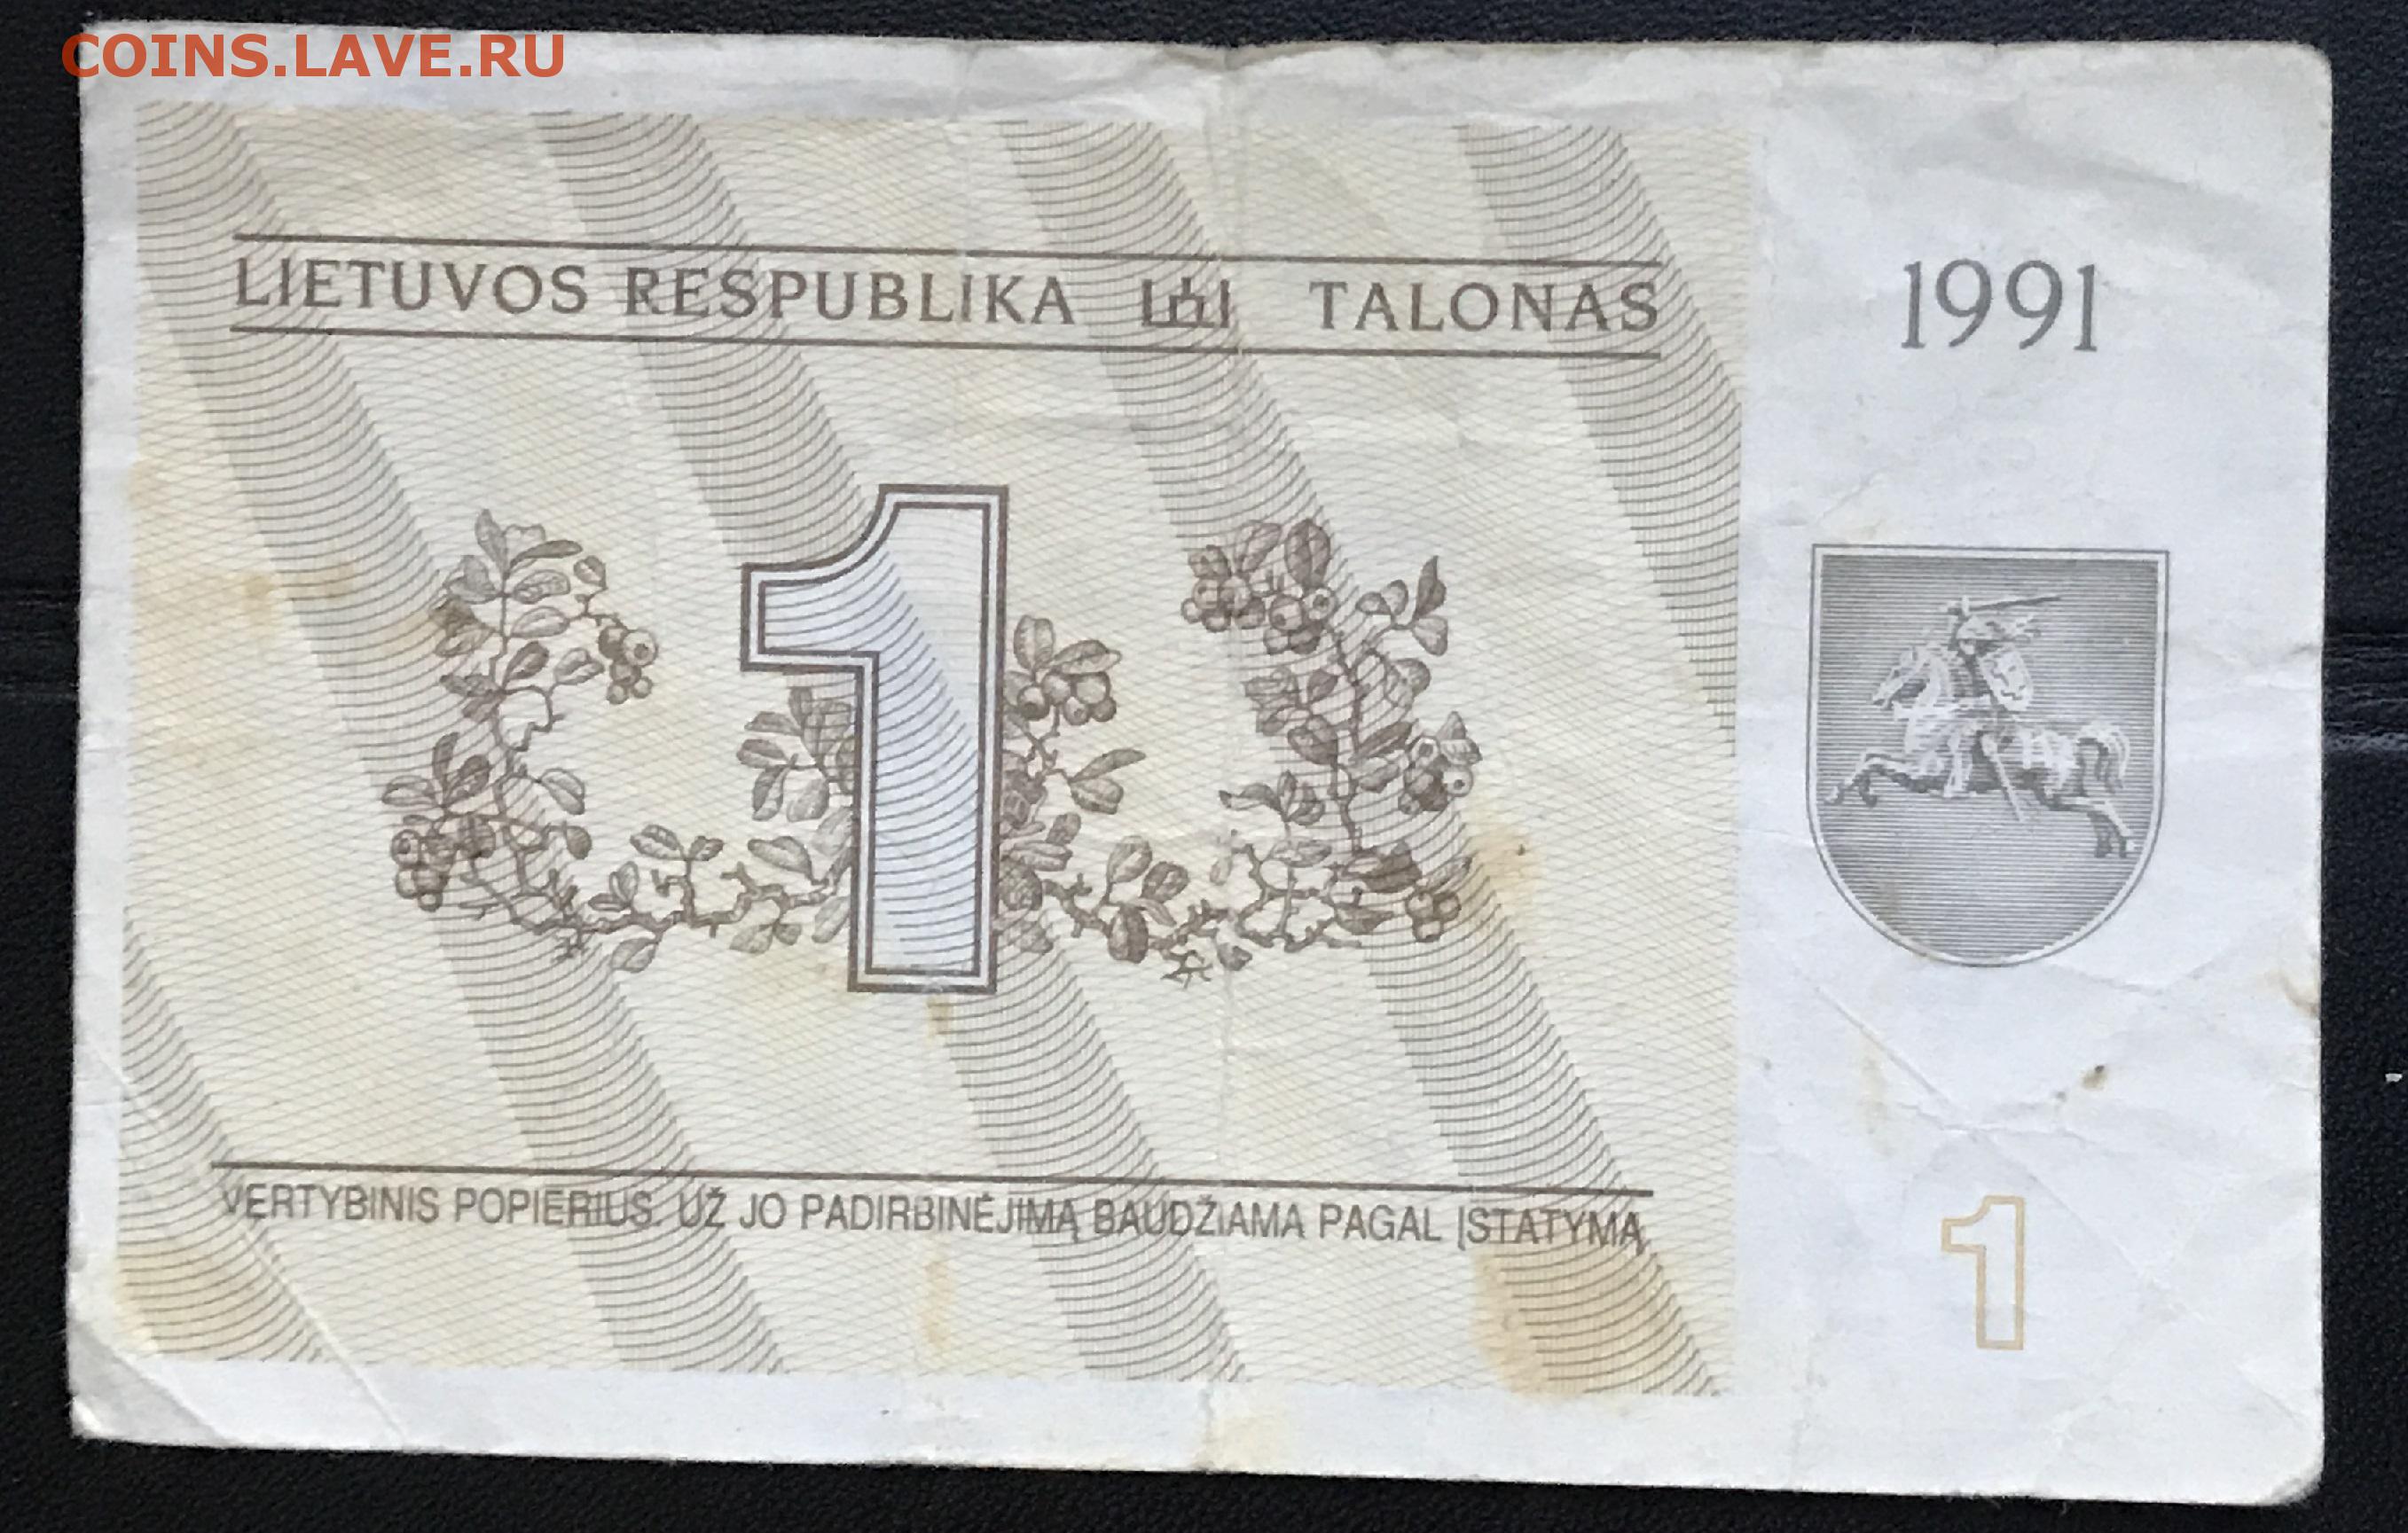 COINS.LAVE.RU
LIETUVOS RESPUBLIKA TALONAS
1991
1
VERTYBINIS POPIERIUS. UŽ JO PADIRBINĖJIMĄ BAUDŽIAMA PAGAL ĮSTATYMĄ.
1